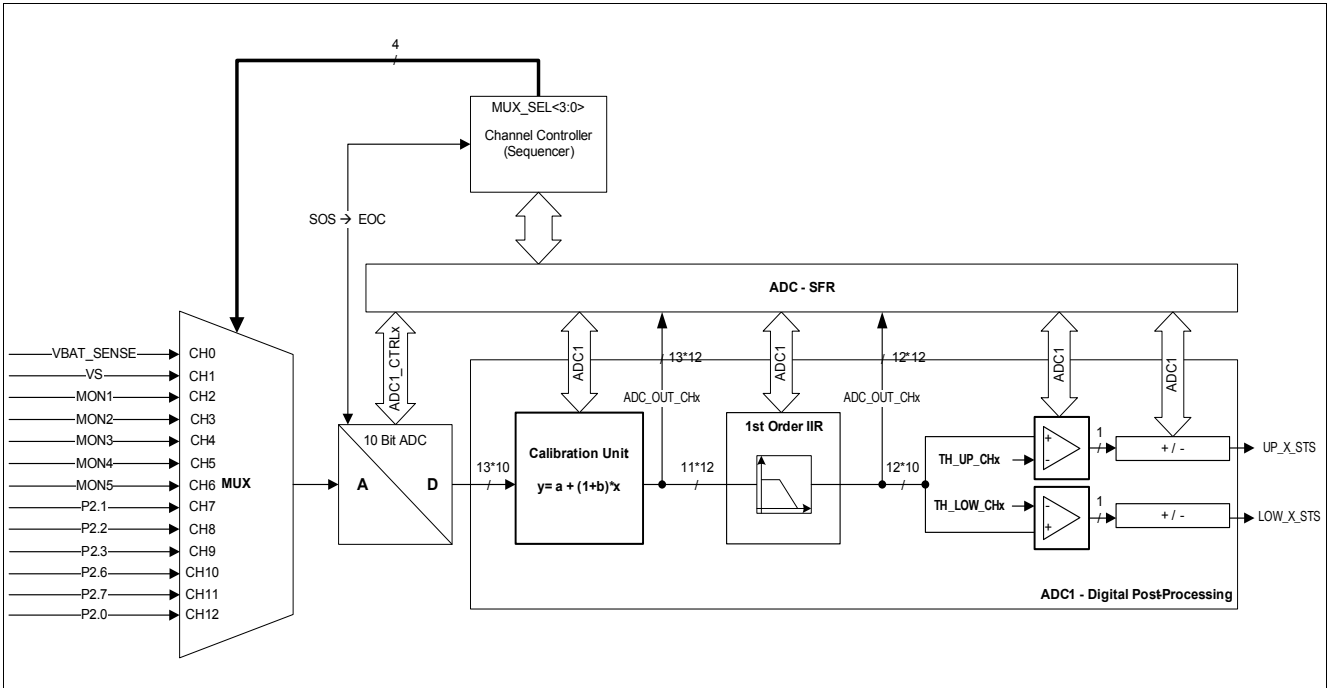 4
MUX_SEL<3:0>
Channel Controller
(Sequencer)
SOS → EOC
ADC - SFR
VBAT_SENSE CH0
VS CH1
MON1 CH2
MON2 CH3
MON3 CH4
MON4 CH5
MON5 CH6
P2.1 CH7
P2.2 CH8
P2.3 CH9
P2.6 CH10
P2.7 CH11
P2.0 CH12
MUX
ADC1_CTRLx
10 Bit ADC
A D
13*10
ADC1
Calibration Unit
y= a + (1+b)*x
13*12
ADC_OUT_CHx
11*12
ADC1
1st Order IIR
12*12
ADC_OUT_CHx
12*10
ADC1
ADC1
TH_UP_CHx
+
-
1
+ / -
UP_X_STS
TH_LOW_CHx
-
+
1
+ / -
LOW_X_STS
ADC1 - Digital Post-Processing